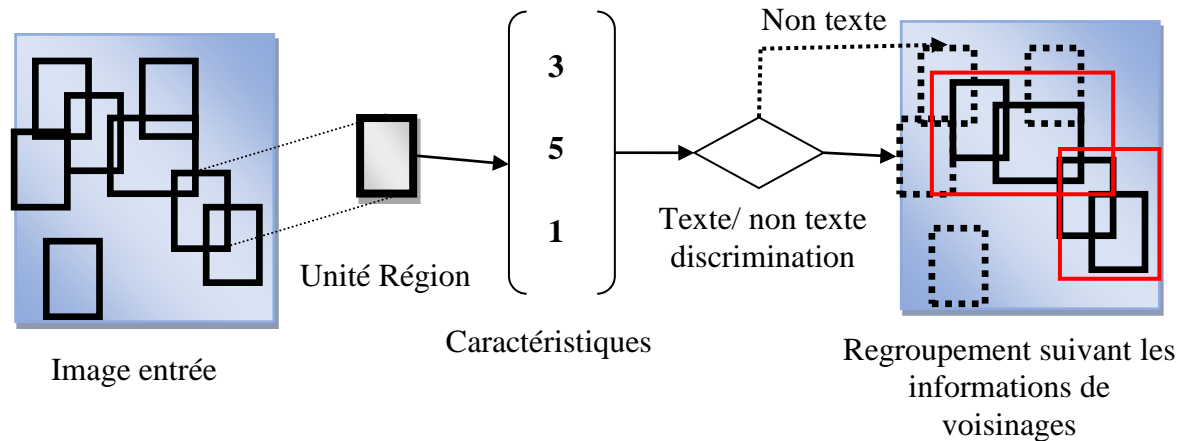 Non texte
3
5
1
Texte/ non texte
discrimination
Unité Région
Caractéristiques
Image entrée
Regroupement suivant les
informations de
voisinages